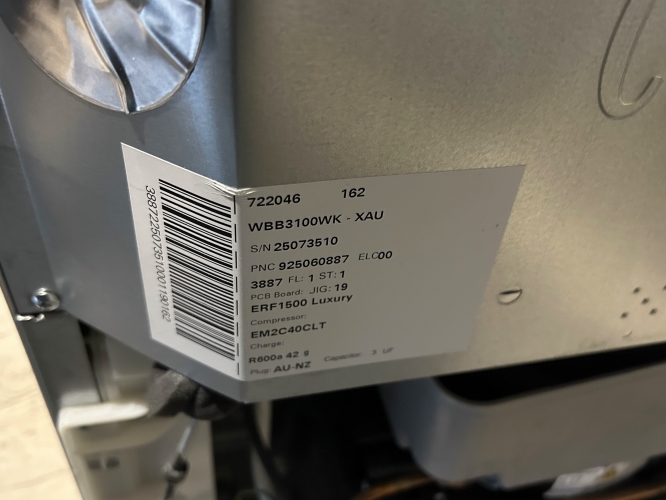 722046 162
WBB3100WK - XAU
S/N 25073510
PNC 925060887 ELC00
3887 FL: 1 ST: 1
PCB Board: JIG: 19
ERF1500 Luxury
Compressor:
EM2C40CLT
Charge:
R600a 42 g
Plug: AU-NZ Capacitor: 3 UF